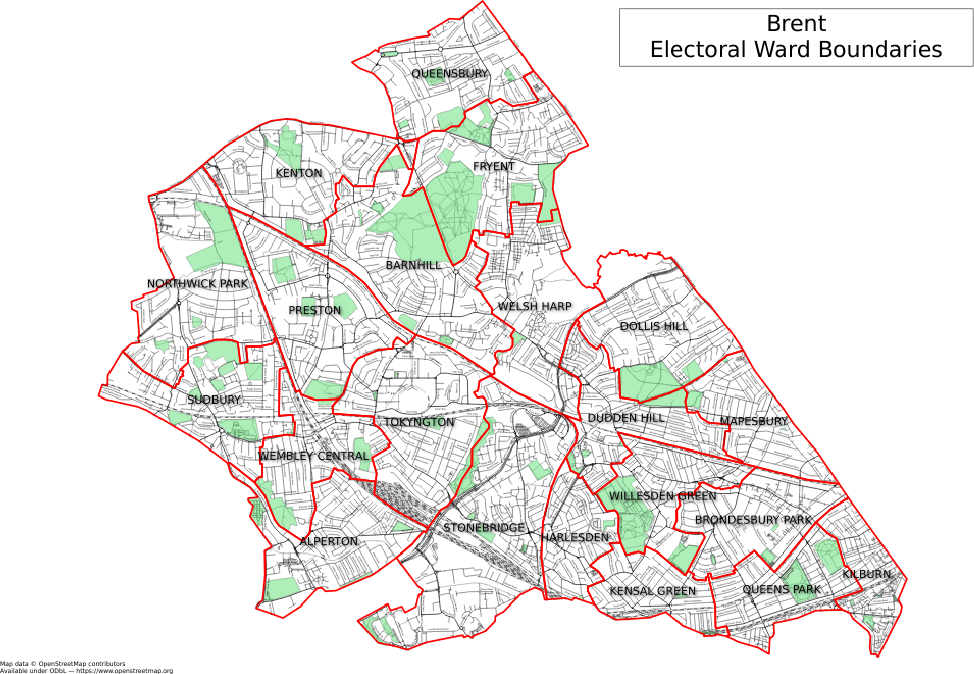 Brent
Electoral Ward Boundaries
QUEENSBURY
FRYENT
KENTON
BARNHILL
NORTHWICK PARK
WELSH HARP
PRESTON
DOLLIS HILL
SUDBURY
TOKYNGTON
DUDDEN HILL
MAPESBURY
WEMBLEY CENTRAL
WILLESDEN GREEN
BRONDESBURY PARK
STONEBRIDGE
HARLESDEN
ALPERTON
KILBURN
KENSAL GREEN
QUEENS PARK
Map data © OpenStreetMap contributors
Available under ODbL — https://www.openstreetmap.org